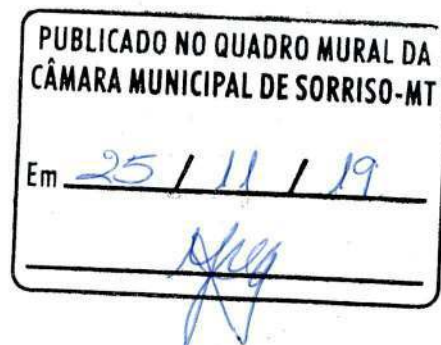 PUBLICADO NO QUADRO MURAL DA
CÂMARA MUNICIPAL DE SORRISO-MT
Em 25 / 11 / 19